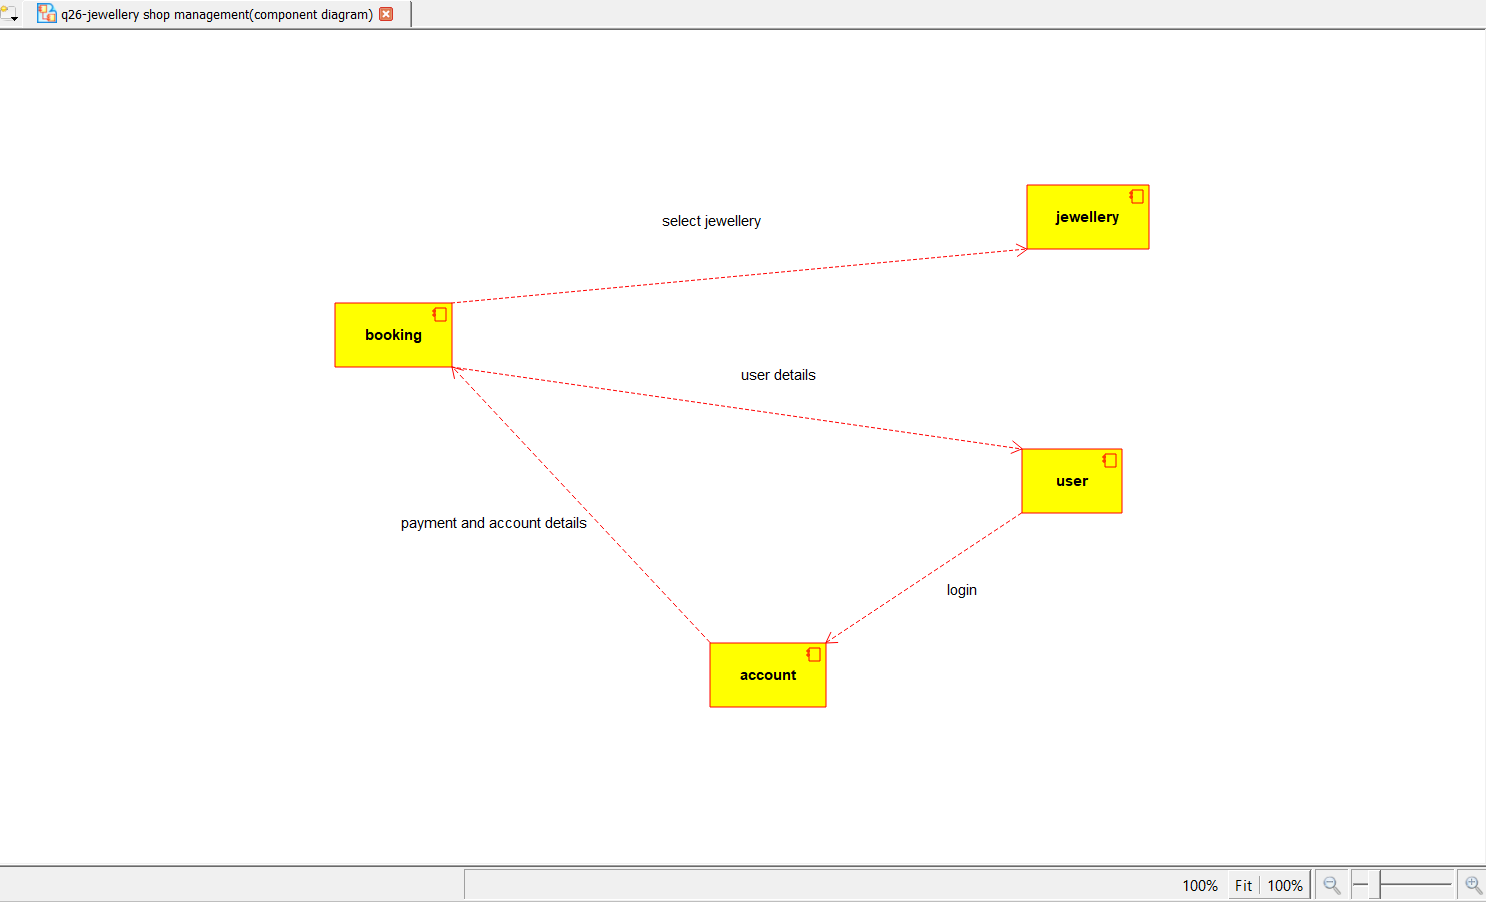 q26-jewellery shop management(component diagram)
select jewellery
jewellery
booking
user details
user
payment and account details
login
account
100%
Fit
100%